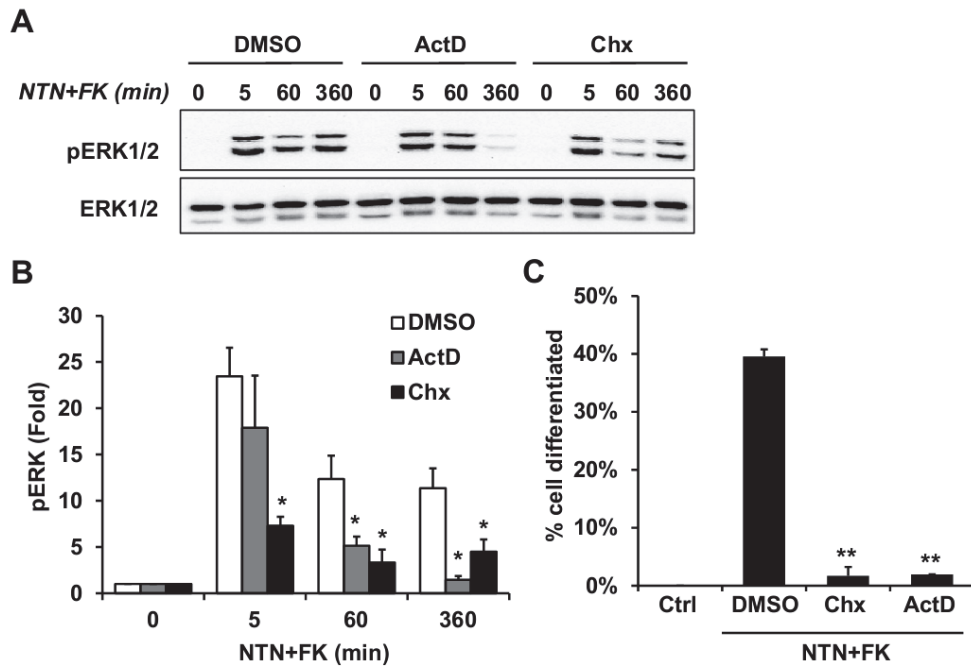 A
DMSO ActD Chx
NTN+FK (min) 0 5 60 360 0 5 60 360 0 5 60 360
pERK1/2
ERK1/2
B
pERK (Fold)
30
25
20
15
10
5
0
DMSO
ActD
Chx
*
* *
* *
0 5 60 360
NTN+FK (min)
C
% cell differentiated
50%
40%
30%
20%
10%
0%
** **
Ctrl DMSO Chx ActD
NTN+FK